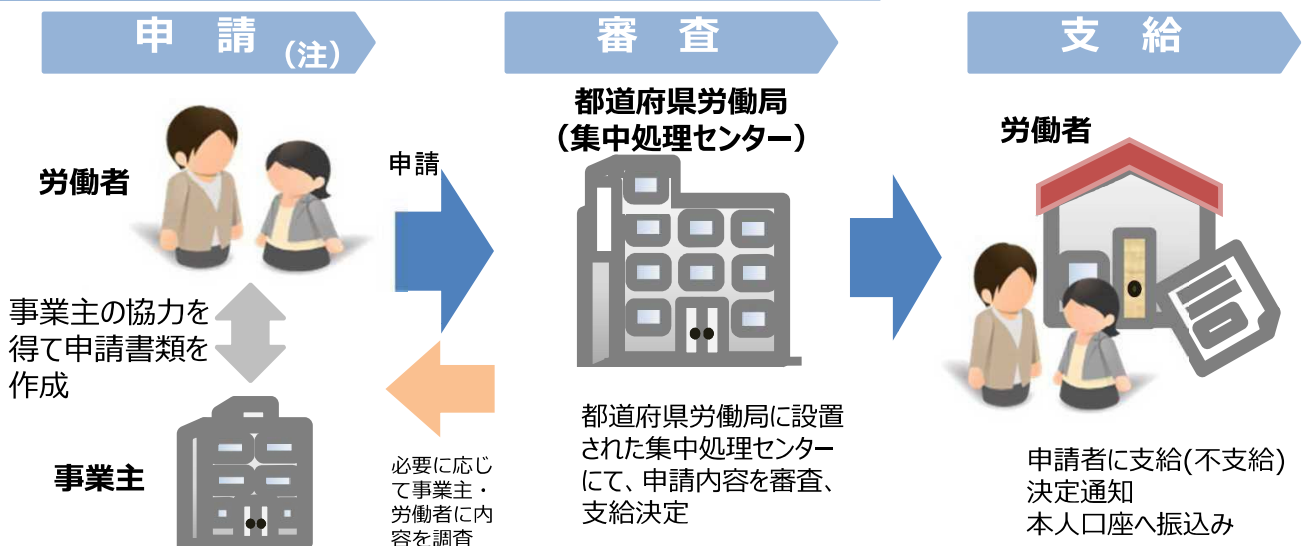 申　請（注）
審　査
支　給
労働者
事業主の協力を
得て申請書類を
作成
事業主
申請
必要に応じ
て事業主・
労働者に内
容を調査
都道府県労働局
（集中処理センター）
都道府県労働局に設置
された集中処理センター
にて、申請内容を審査、
支給決定
労働者
申請者に支給(不支給)
決定通知
本人口座へ振込み